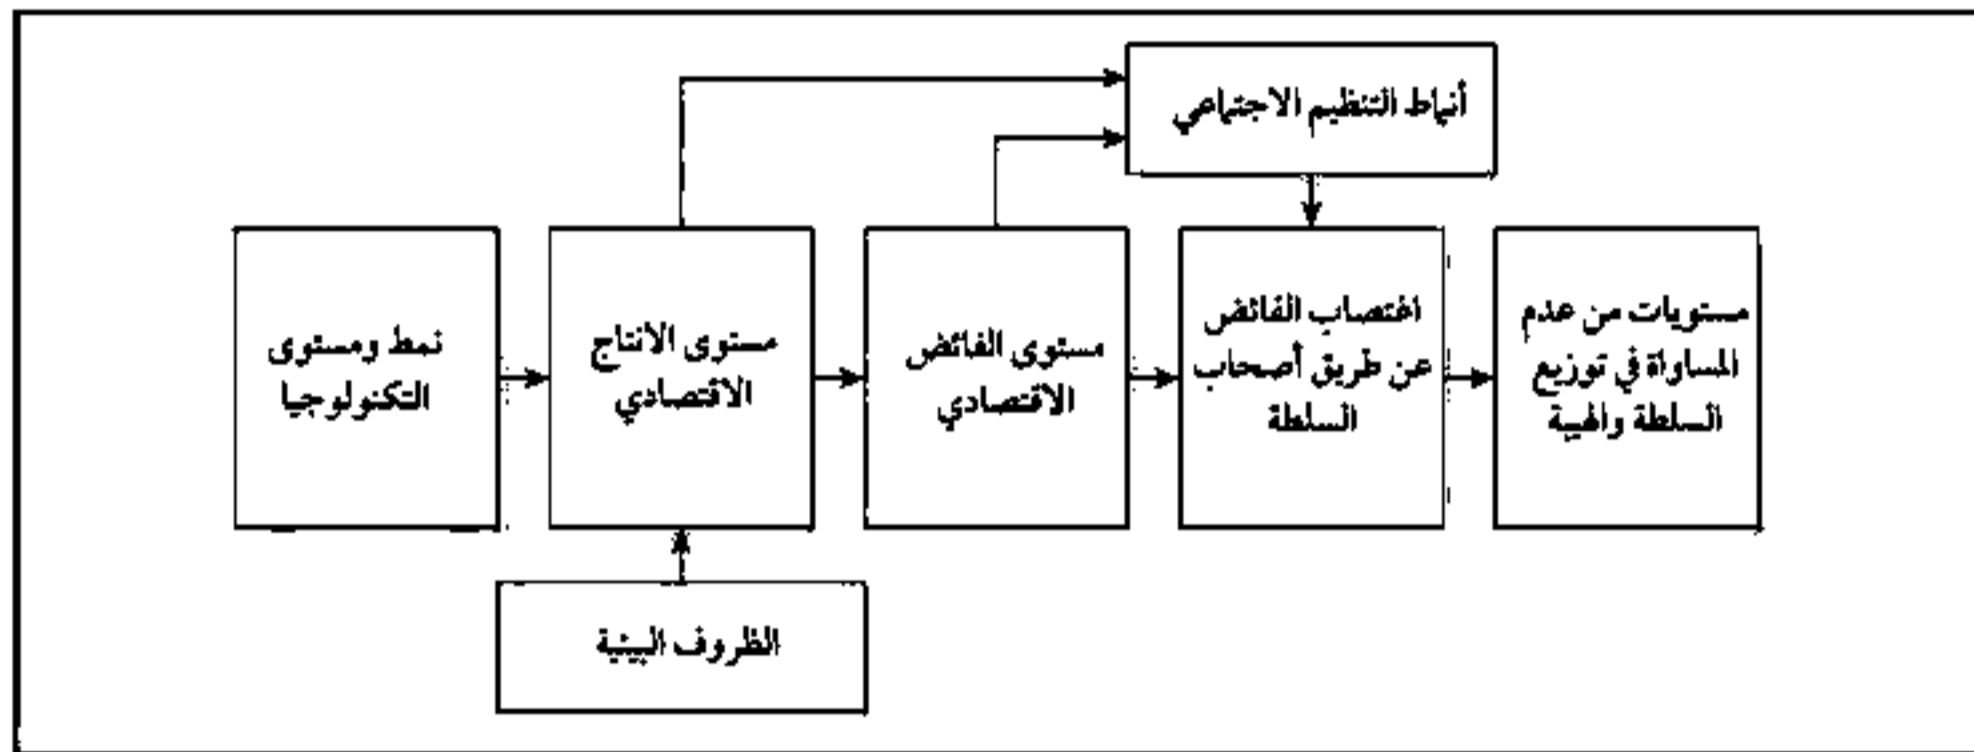 أنماط التنظيم الاجتماعي
نمط ومستوى
التكنولوجيا
مستوى الانتاج
الاقتصادي
مستوى الفائض
الاقتصادي
اغتصاب الفائض
عن طريق أصحاب
السلطة
مستويات من عدم
المساواة في توزيع
السلطة والهيبة
الظروف البيئية